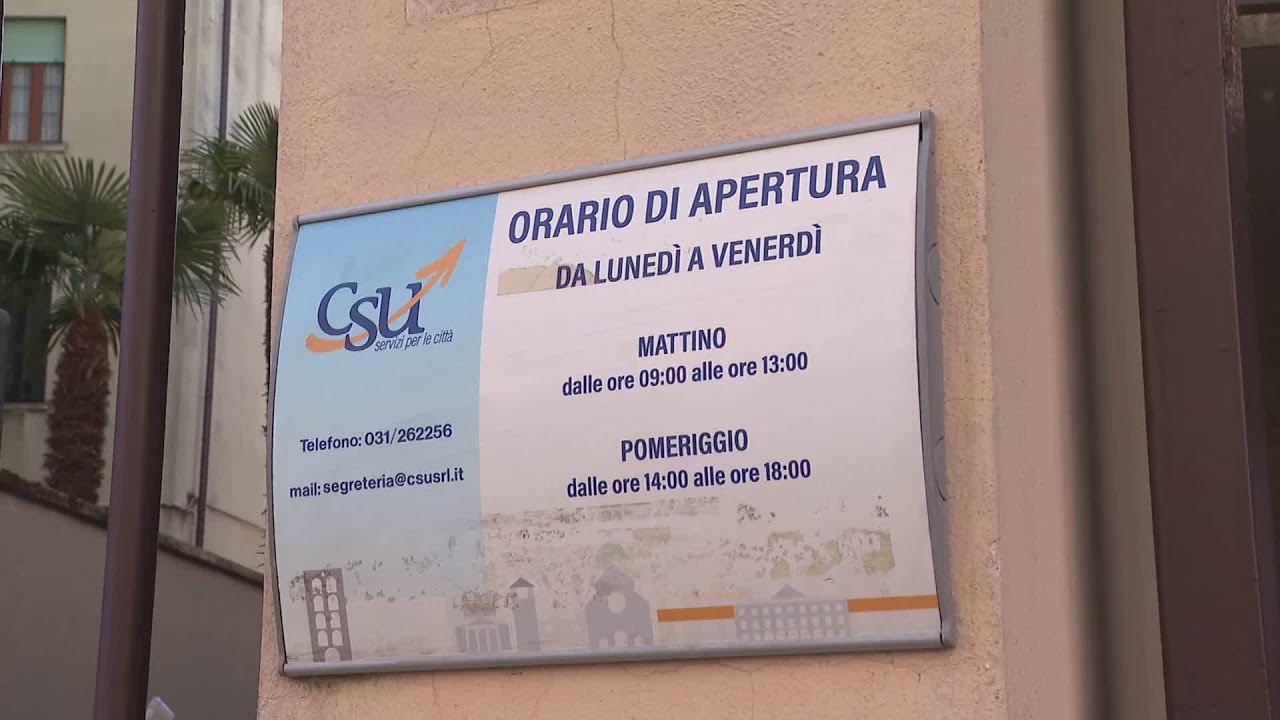 CSU
servizi per le città
Telefono: 031/262256
mail: segreteria@csusrl.it
ORARIO DI APERTURA
DA LUNEDÌ A VENERDÌ
MATTINO
dalle ore 09:00 alle ore 13:00
POMERIGGIO
dalle ore 14:00 alle ore 18:00